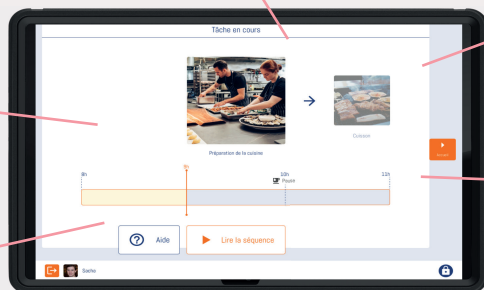 Tâche en cours
Préparation de la cuisine
Cuisson
8h
9h
10h
11h
Pause
Aide
Lire la séquence
Sacha